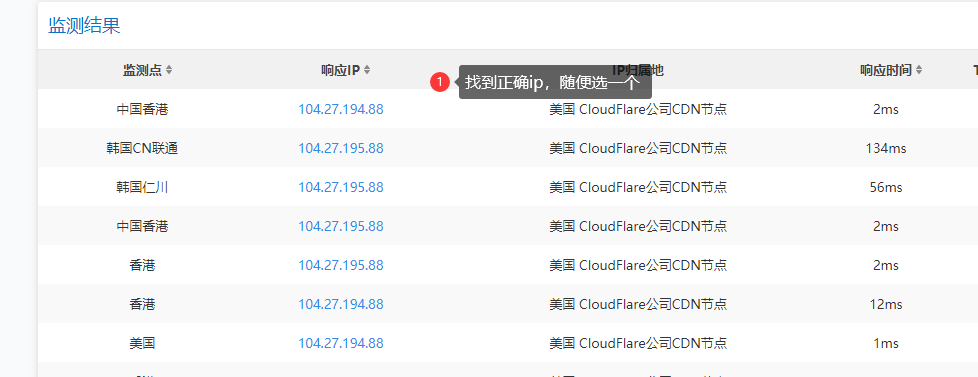 监测结果
监测点 响应IP IP归属地 响应时间
1 找到正确ip，随便选一个
中国香港 104.27.194.88 美国 CloudFlare公司CDN节点 2ms
韩国CN联通 104.27.195.88 美国 CloudFlare公司CDN节点 134ms
韩国仁川 104.27.195.88 美国 CloudFlare公司CDN节点 56ms
中国香港 104.27.195.88 美国 CloudFlare公司CDN节点 2ms
香港 104.27.195.88 美国 CloudFlare公司CDN节点 2ms
香港 104.27.194.88 美国 CloudFlare公司CDN节点 12ms
美国 104.27.194.88 美国 CloudFlare公司CDN节点 1ms